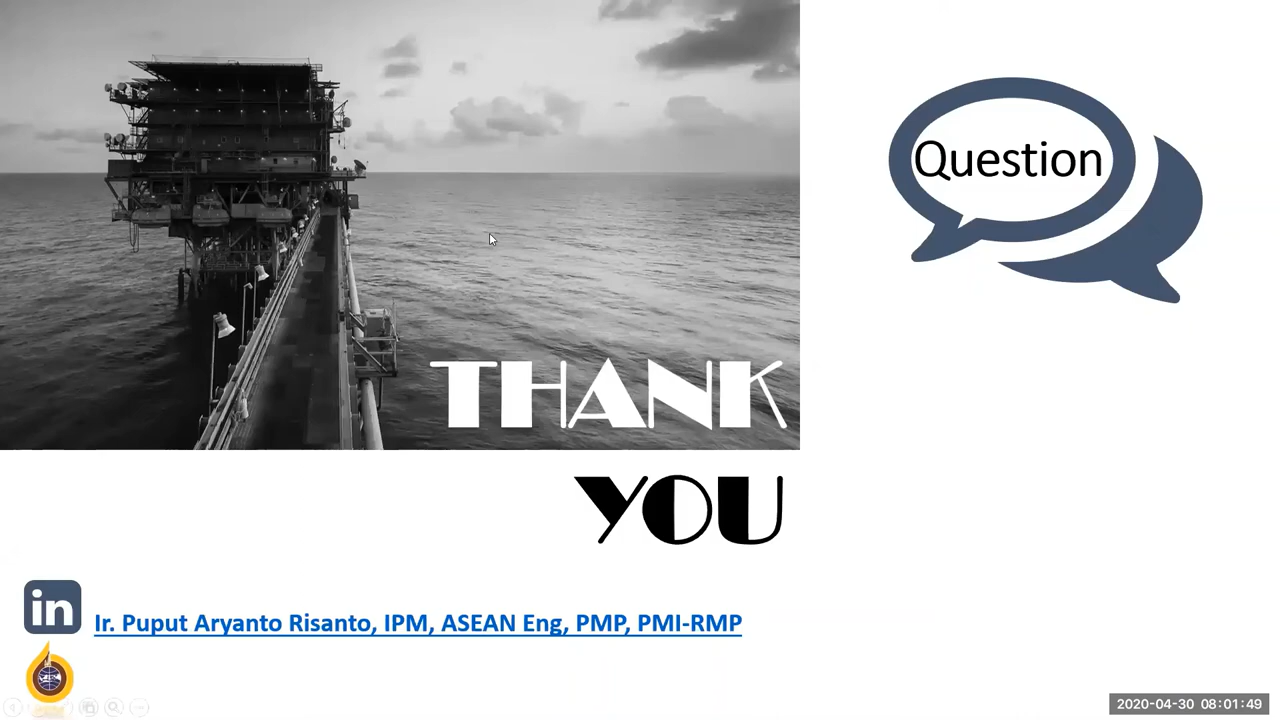 Question
THANK
YOU
in
Ir. Puput Aryanto Risanto, IPM, ASEAN Eng, PMP, PMI-RMP
2020-04-30 08:01:49